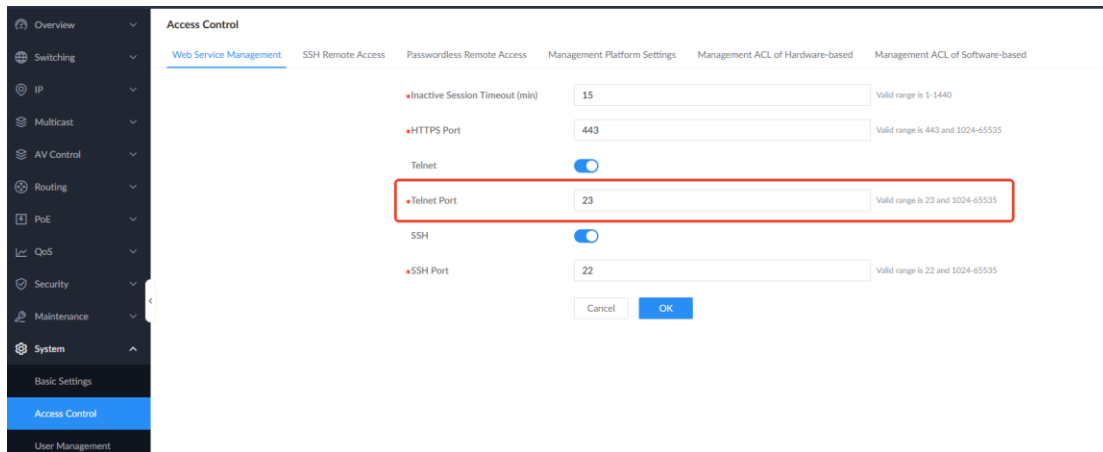 Overview
Switching
IP
Multicast
AV Control
Routing
PoE
QoS
Security
Maintenance
System
Basic Settings
Access Control
User Management
Access Control
Web Service Management SSH Remote Access Passwordless Remote Access Management Platform Settings Management ACL of Hardware-based Management ACL of Software-based
*Inactive Session Timeout (min) 15 Valid range is 1-1440
*HTTPS Port 443 Valid range is 443 and 1024-65535
Telnet
*Telnet Port 23 Valid range is 23 and 1024-65535
SSH
*SSH Port 22 Valid range is 22 and 1024-65535
Cancel OK